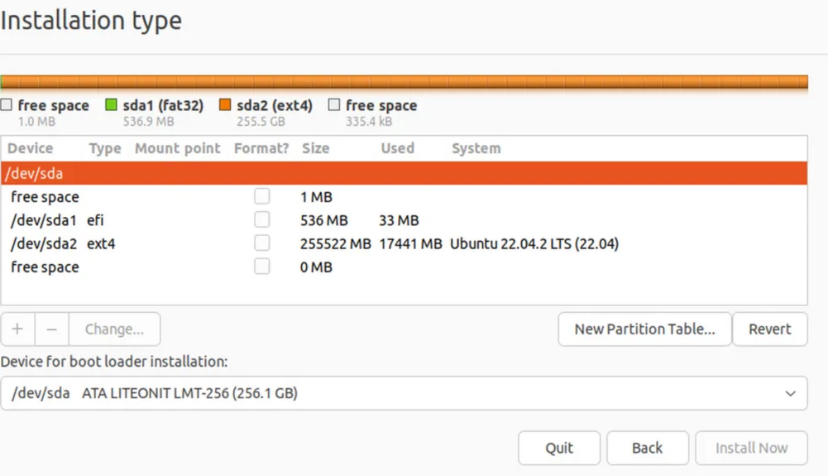 Installation type
free space sda1 (fat32) sda2 (ext4) free space
1.0 MB 536.9 MB 255.5 GB 335.4 kB
Device Type Mount point Format? Size Used System
/dev/sda
free space 1 MB
/dev/sda1 efi 536 MB 33 MB
/dev/sda2 ext4 255522 MB 17441 MB Ubuntu 22.04.2 LTS (22.04)
free space 0 MB
+ − Change... New Partition Table... Revert
Device for boot loader installation:
/dev/sda ATA LITEONIT LMT-256 (256.1 GB)
Quit Back Install Now